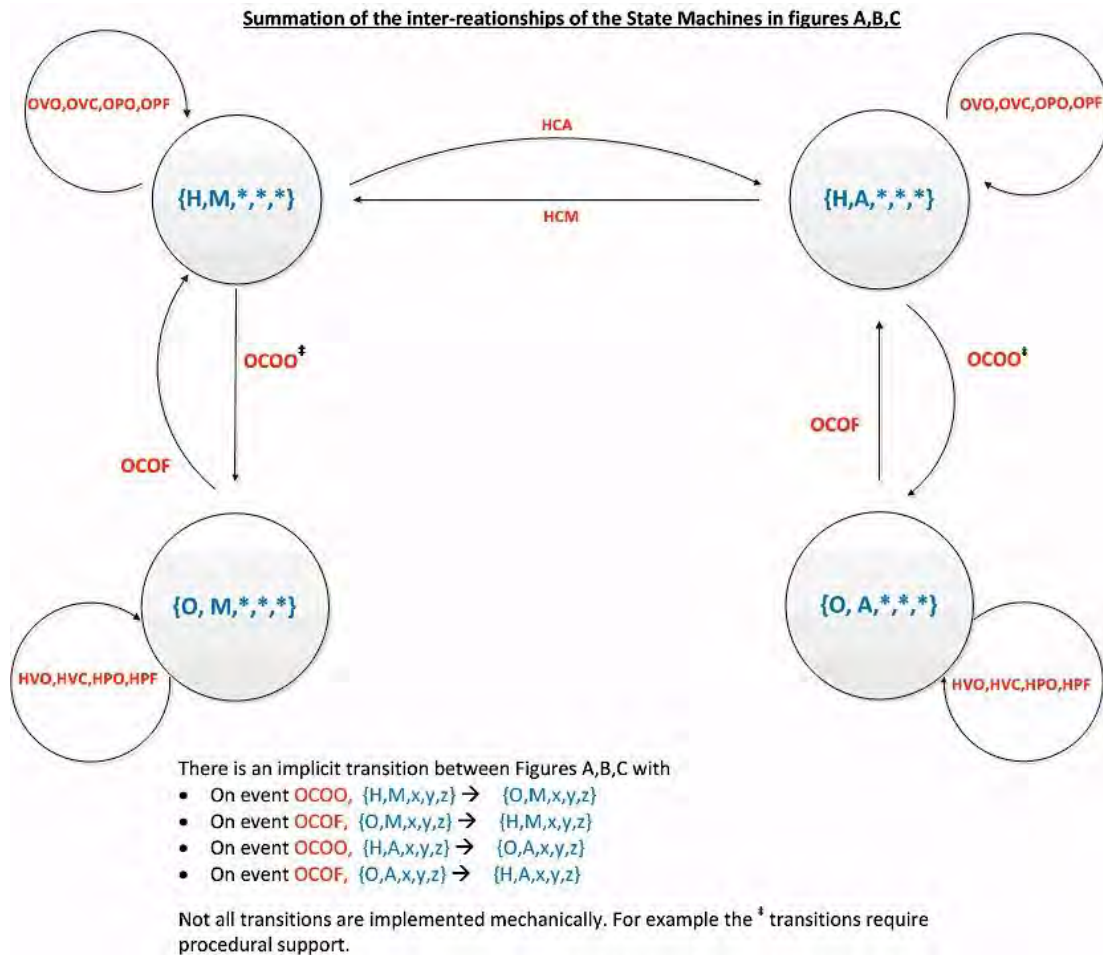 Summation of the inter-reationships of the State Machines in figures A,B,C
OVO,OVC,OPO,OPF
OVO,OVC,OPO,OPF
HCA
{H,M,*,*,*}
{H,A,*,*,*}
HCM
OCOO‡
OCOO‡
OCOF
OCOF
{O, M,*,*,*}
{O, A,*,*,*}
HVO,HVC,HPO,HPF
HVO,HVC,HPO,HPF
There is an implicit transition between Figures A,B,C with
• On event OCOO, {H,M,x,y,z} → {O,M,x,y,z}
• On event OCOF, {O,M,x,y,z} → {H,M,x,y,z}
• On event OCOO, {H,A,x,y,z} → {O,A,x,y,z}
• On event OCOF, {O,A,x,y,z} → {H,A,x,y,z}
Not all transitions are implemented mechanically. For example the ‡ transitions require
procedural support.